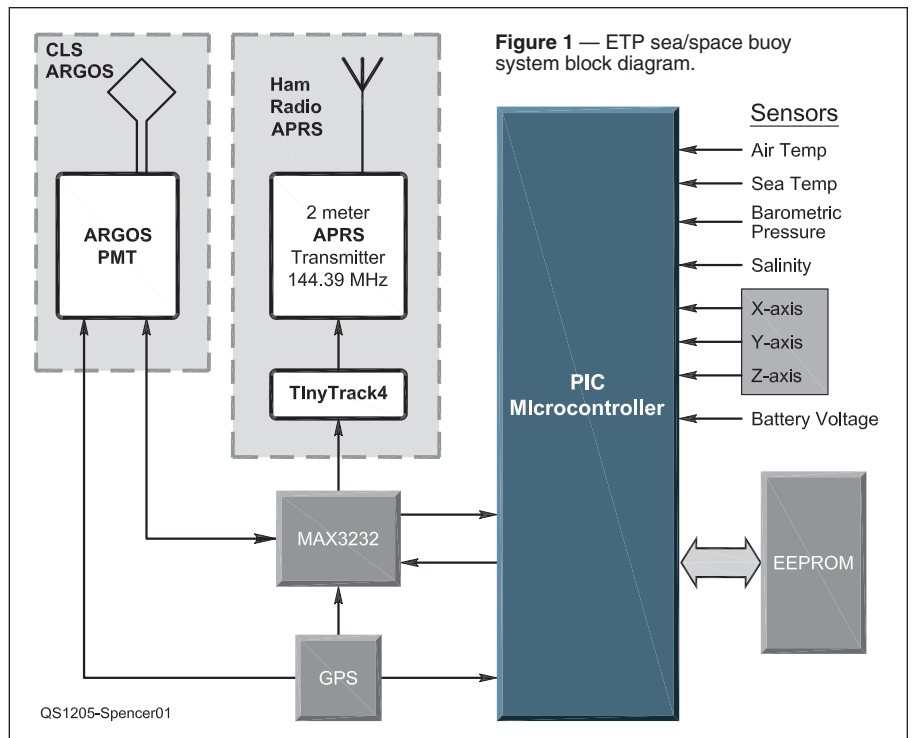 CLS
ARGOS
Ham
Radio
APRS
Figure 1 — ETP sea/space buoy
system block diagram.
Sensors
Air Temp
Sea Temp
Barometric
Pressure
Salinity
X-axis
Y-axis
Z-axis
Battery Voltage
ARGOS
PMT
2 meter
APRS
Transmitter
144.39 MHz
TInyTrack4
PIC
MIcrocontroller
MAX3232
EEPROM
GPS
QS1205-Spencer01